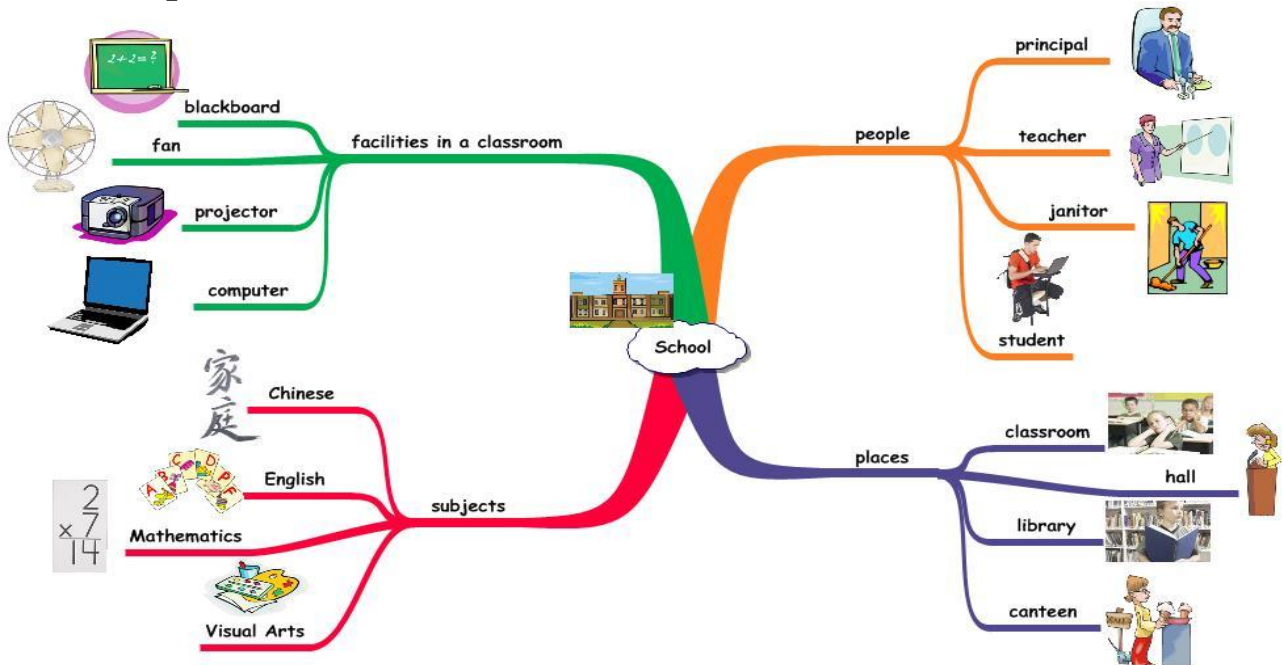 2+2=?
blackboard
fan
projector
computer
facilities in a classroom
people
principal
teacher
janitor
student
School
家庭
Chinese
A B C D P F
English
2
x 7
14
Mathematics
Visual Arts
subjects
places
classroom
hall
library
canteen